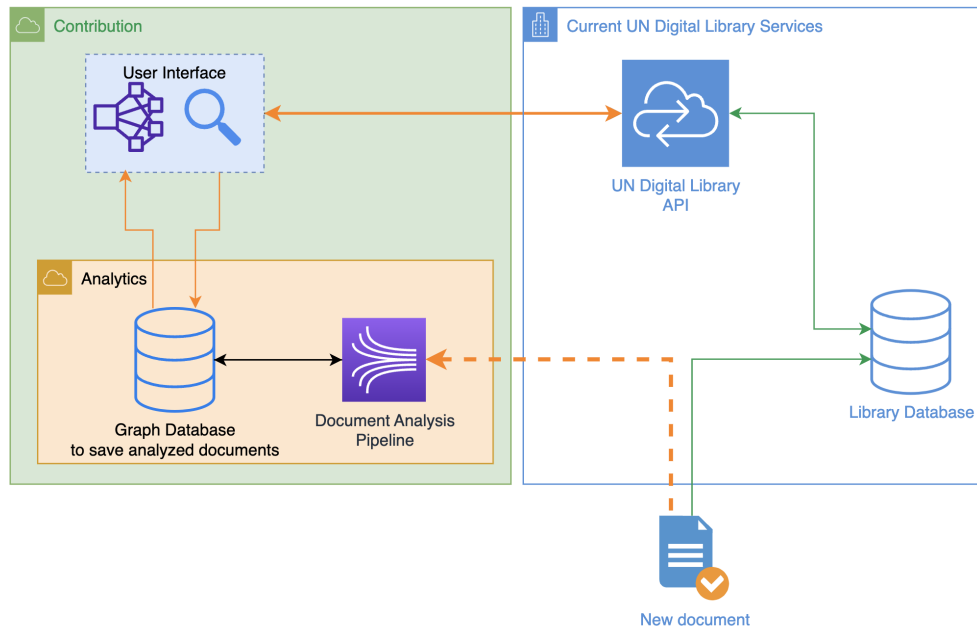 Contribution
Current UN Digital Library Services
User Interface
UN Digital Library
API
Analytics
Graph Database
to save analyzed documents
Document Analysis
Pipeline
Library Database
New document